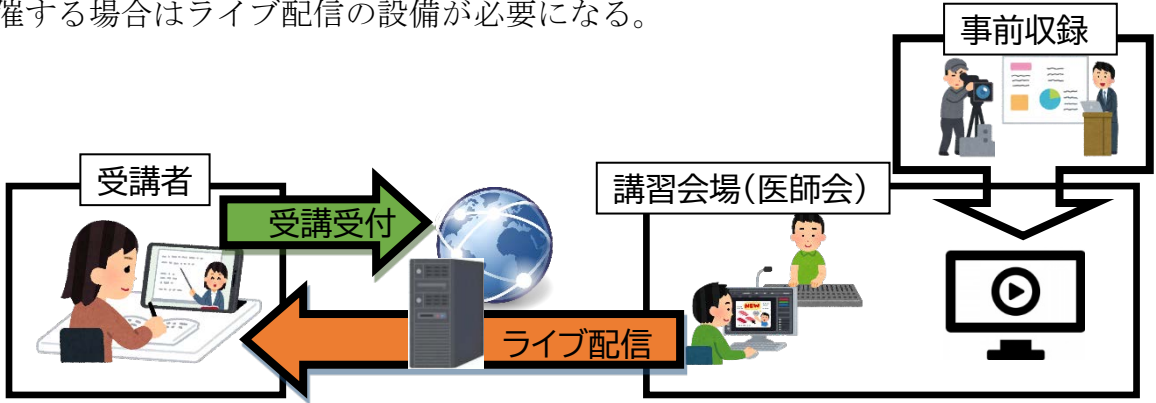 催する場合はライブ配信の設備が必要になる。
事前収録
受講者
講習会場(医師会)
受講受付
NEW
ライブ配信